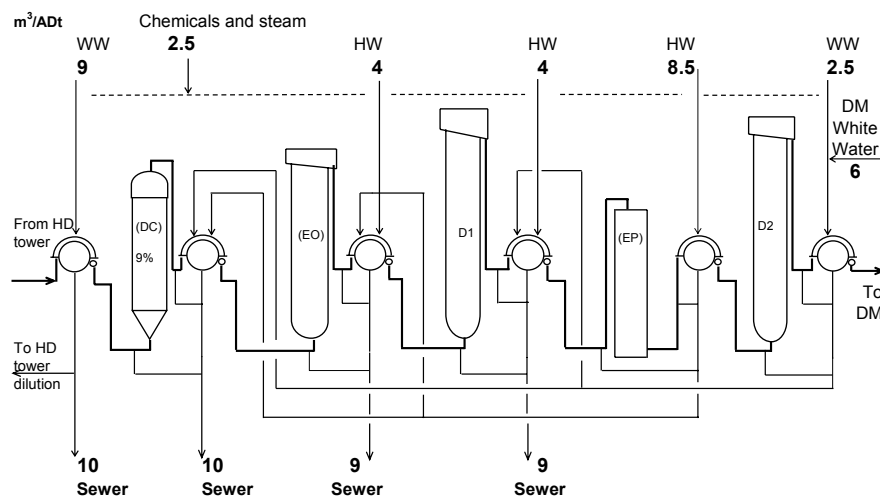 m³/ADt
Chemicals and steam
2.5
WW
9
HW
4
HW
4
HW
8.5
WW
2.5
DM
White
Water
6
From HD
tower
(DC)
9%
(EO)
D1
(EP)
D2
To
DM
To HD
tower
dilution
10
Sewer
10
Sewer
9
Sewer
9
Sewer